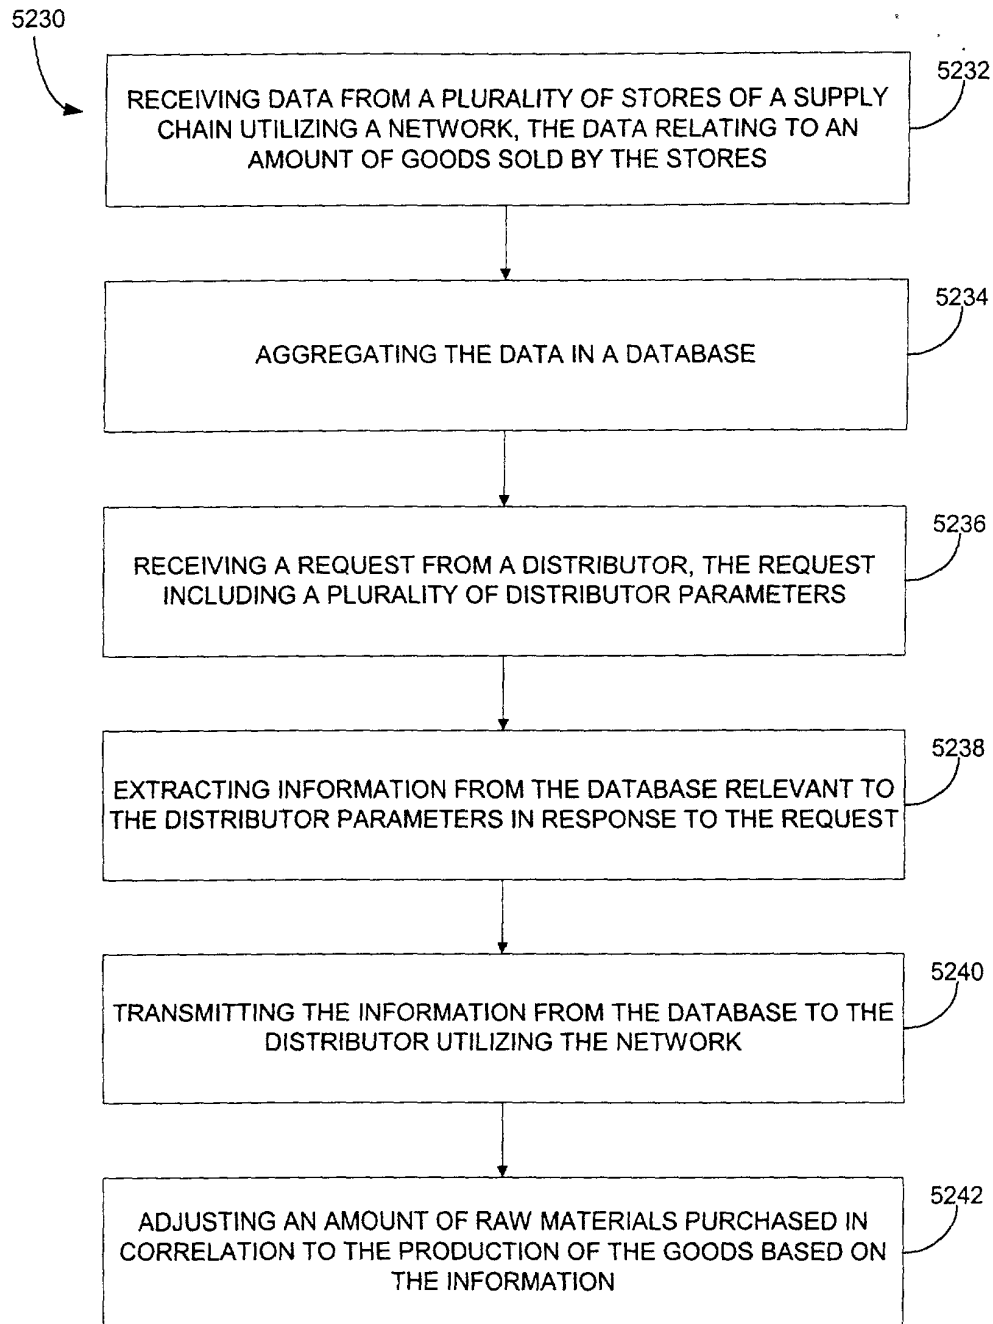 5230
5232
RECEIVING DATA FROM A PLURALITY OF STORES OF A SUPPLY
CHAIN UTILIZING A NETWORK, THE DATA RELATING TO AN
AMOUNT OF GOODS SOLD BY THE STORES
5234
AGGREGATING THE DATA IN A DATABASE
5236
RECEIVING A REQUEST FROM A DISTRIBUTOR, THE REQUEST
INCLUDING A PLURALITY OF DISTRIBUTOR PARAMETERS
5238
EXTRACTING INFORMATION FROM THE DATABASE RELEVANT TO
THE DISTRIBUTOR PARAMETERS IN RESPONSE TO THE REQUEST
5240
TRANSMITTING THE INFORMATION FROM THE DATABASE TO THE
DISTRIBUTOR UTILIZING THE NETWORK
5242
ADJUSTING AN AMOUNT OF RAW MATERIALS PURCHASED IN
CORRELATION TO THE PRODUCTION OF THE GOODS BASED ON
THE INFORMATION